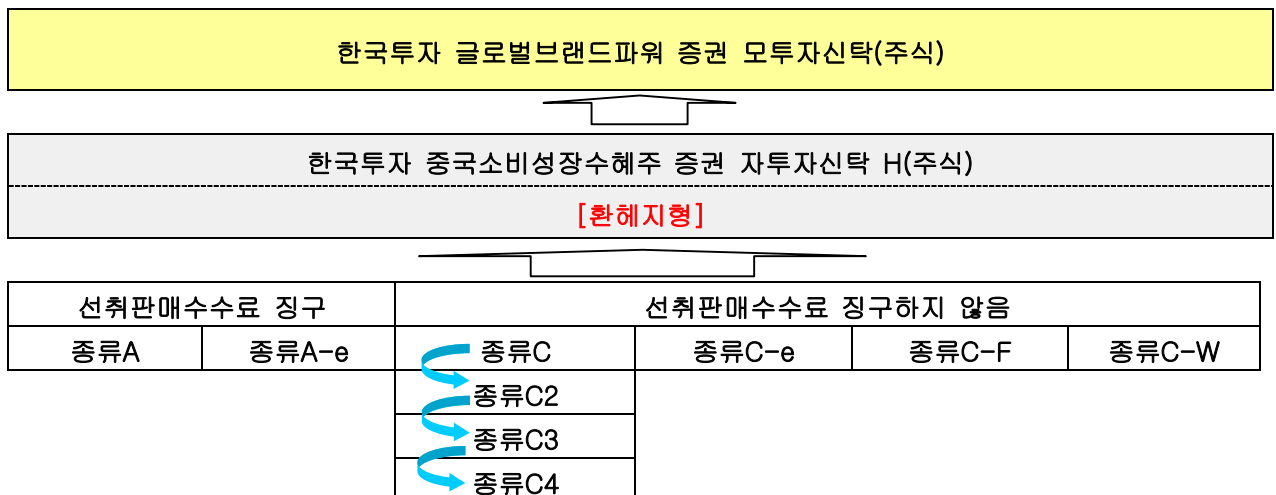 한국투자 글로벌브랜드파워 증권 모투자신탁(주식)
한국투자 중국소비성장수혜주 증권 자투자신탁 H(주식)
[환헤지형]
선취판매수수료 징구 선취판매수수료 징구하지 않음
종류A 종류A-e 종류C 종류C-e 종류C-F 종류C-W
종류C2
종류C3
종류C4